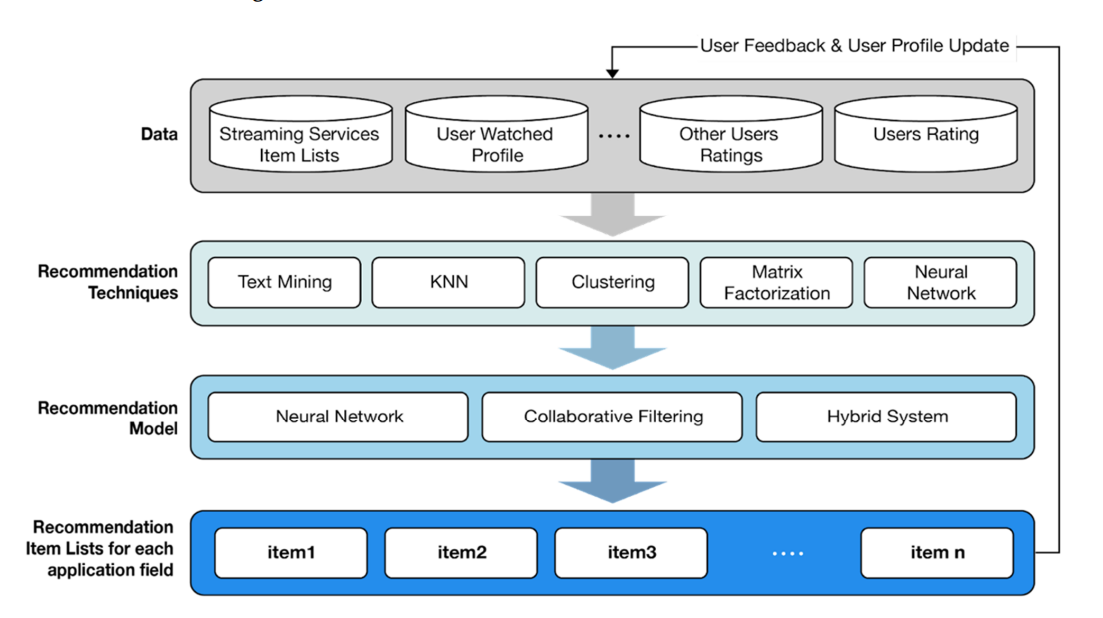 User Feedback & User Profile Update
Data
Streaming Services
Item Lists
User Watched
Profile
....
Other Users
Ratings
Users Rating
Recommendation
Techniques
Text Mining
KNN
Clustering
Matrix
Factorization
Neural
Network
Recommendation
Model
Neural Network
Collaborative Filtering
Hybrid System
Recommendation
Item Lists for each
application field
item1
item2
item3
....
item n